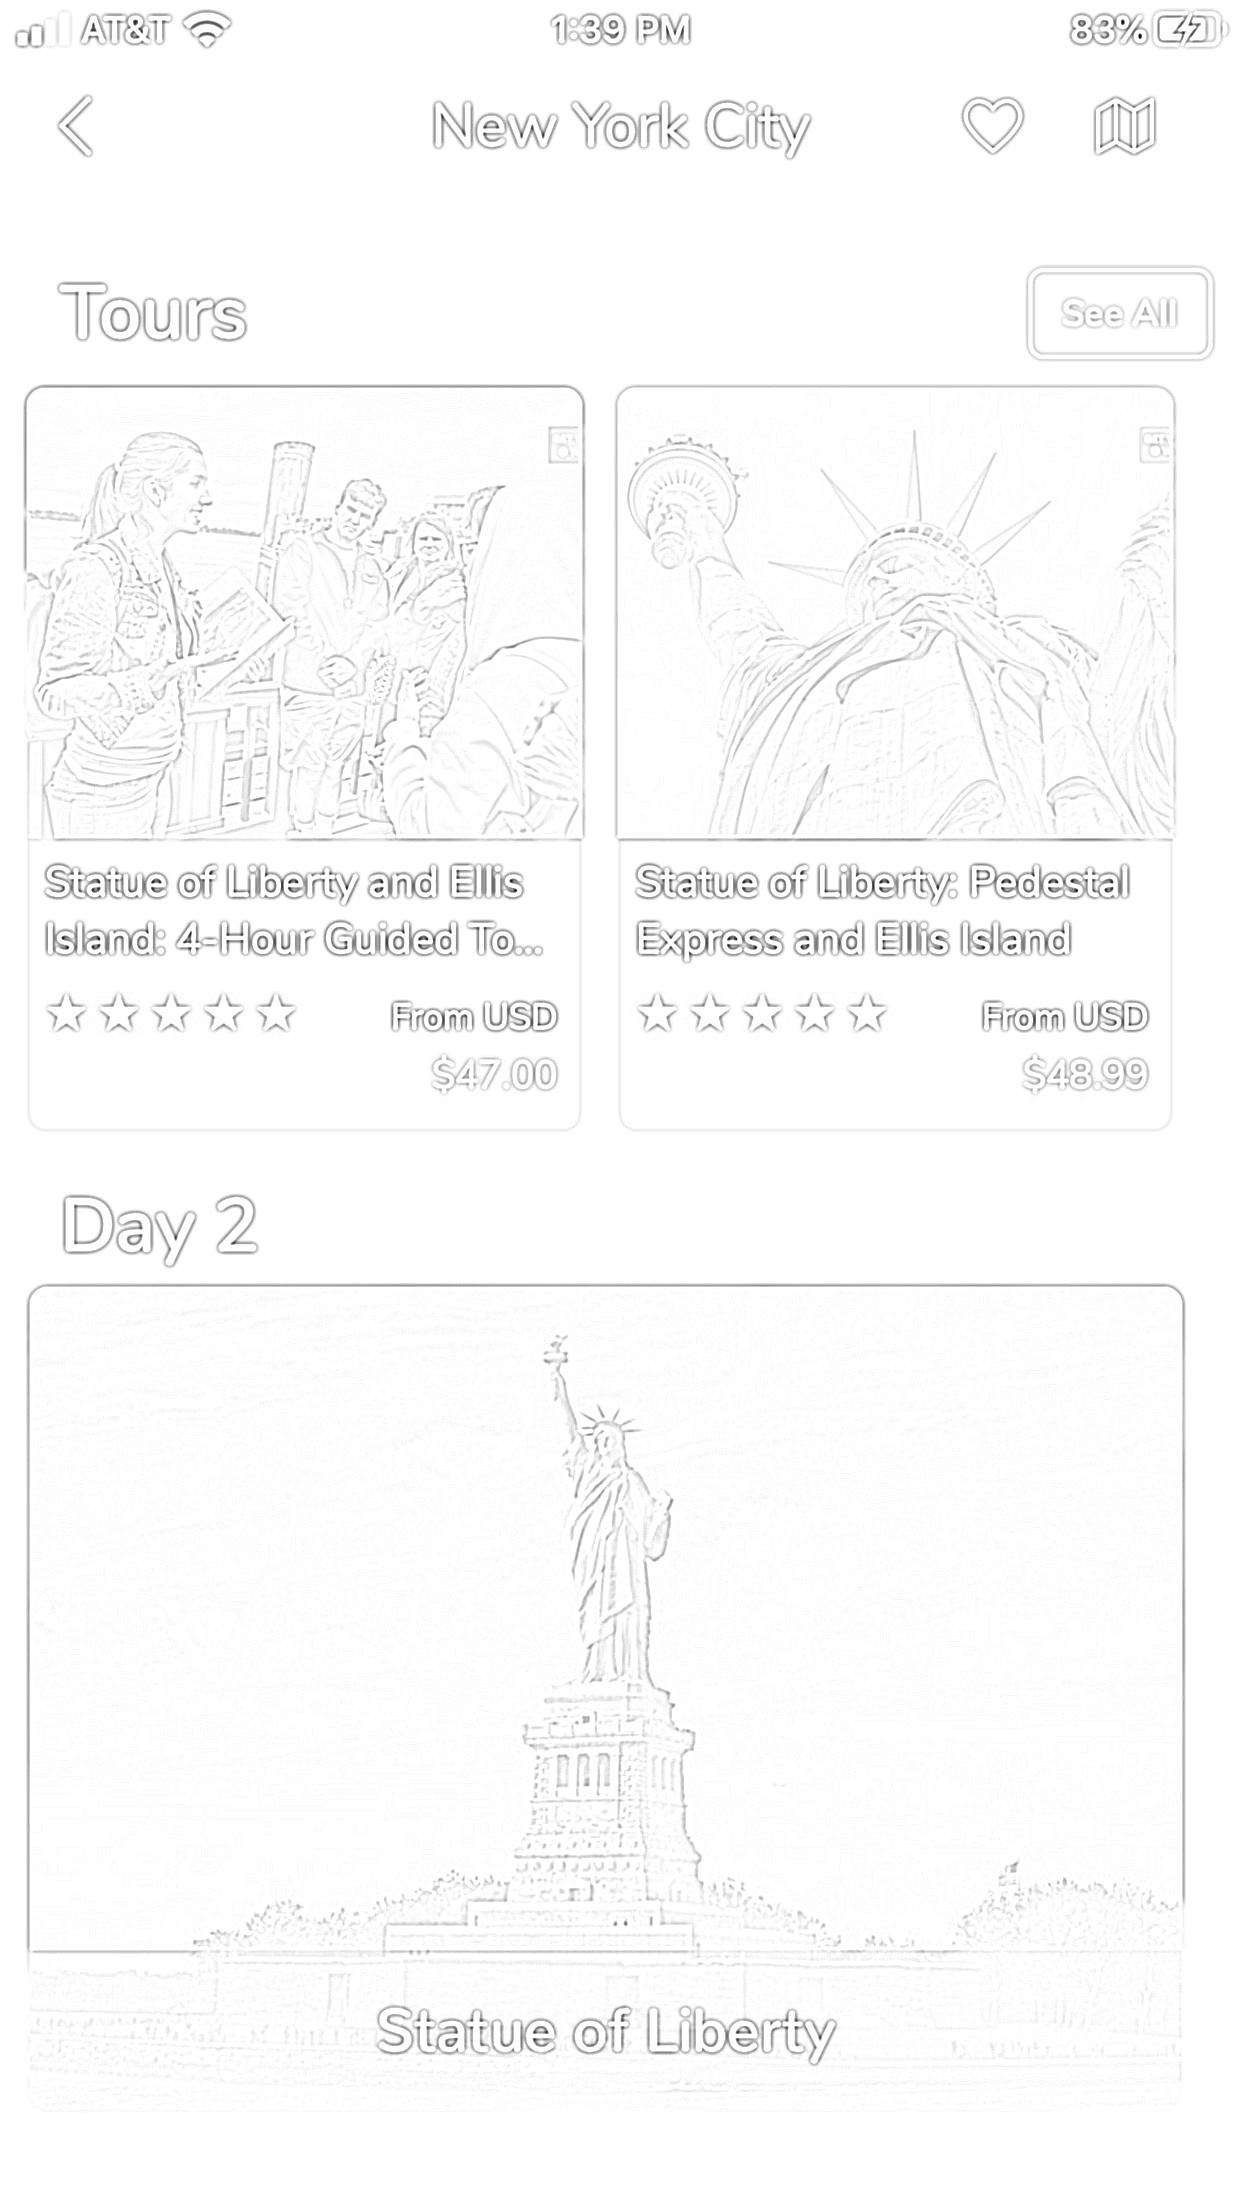 AT&T 1:39 PM 83%
New York City
Tours
See All
Statue of Liberty and Ellis
Island: 4-Hour Guided To...
From USD
$47.00
Statue of Liberty: Pedestal
Express and Ellis Island
From USD
$48.99
Day 2
Statue of Liberty